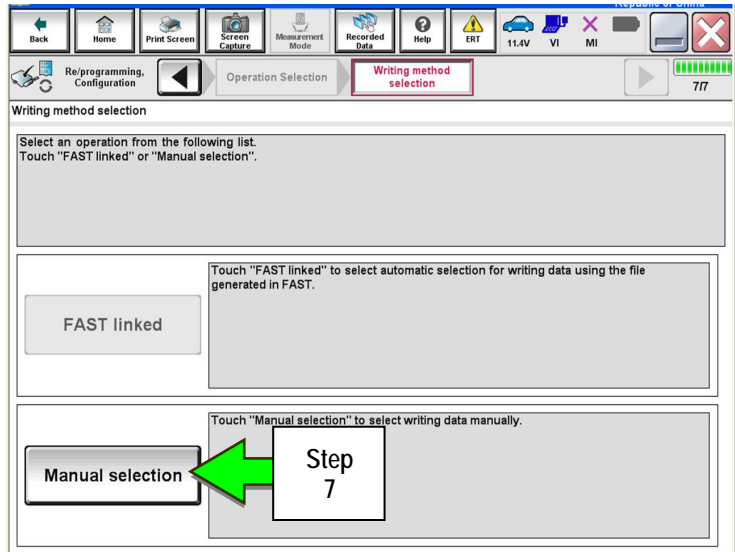 Republic of China
Back
Home
Print Screen
Screen
Capture
Measurement
Mode
Recorded
Data
Help
ERT
11.4V
VI
MI
Re/programming,
Configuration
Operation Selection
Writing method
selection
7/7
Writing method selection
Select an operation from the following list.
Touch "FAST linked" or "Manual selection".
FAST linked
Touch "FAST linked" to select automatic selection for writing data using the file
generated in FAST.
Manual selection
Touch "Manual selection" to select writing data manually.
Step
7